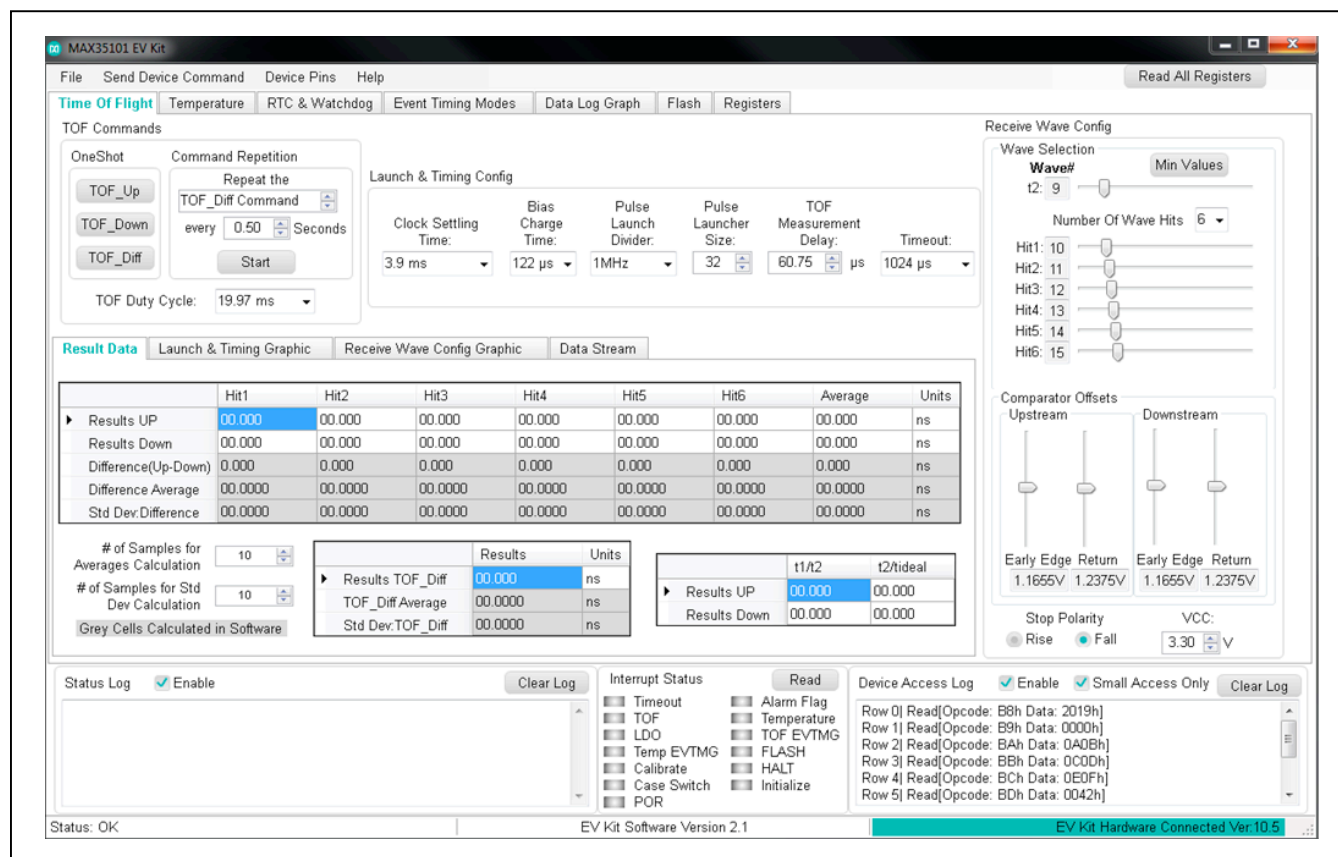 MAX35101 EV Kit
File Send Device Command Device Pins Help Read All Registers
Time Of Flight Temperature RTC & Watchdog Event Timing Modes Data Log Graph Flash Registers
TOF Commands
OneShot
TOF_Up
TOF_Down
TOF_Diff
Command Repetition
Repeat the
TOF_Diff Command
every 0.50 Seconds
Start
TOF Duty Cycle: 19.97 ms
Launch & Timing Config
Clock Settling
Time:
3.9 ms
Bias
Charge
Time:
122 µs
Pulse
Launch
Divider:
1MHz
Pulse
Launcher
Size:
32
TOF
Measurement
Delay:
60.75 µs
Timeout:
1024 µs
Receive Wave Config
Wave Selection
Wave# Min Values
t2: 9
Number Of Wave Hits 6
Hit1: 10
Hit2: 11
Hit3: 12
Hit4: 13
Hit5: 14
Hit6: 15
Result Data Launch & Timing Graphic Receive Wave Config Graphic Data Stream
Hit1 Hit2 Hit3 Hit4 Hit5 Hit6 Average Units
Results UP 00.000 00.000 00.000 00.000 00.000 00.000 00.000 ns
Results Down 00.000 00.000 00.000 00.000 00.000 00.000 00.000 ns
Difference(Up-Down) 0.000 0.000 0.000 0.000 0.000 0.000 0.000 ns
Difference Average 00.0000 00.0000 00.0000 00.0000 00.0000 00.0000 00.0000 ns
Std Dev:Difference 00.0000 00.0000 00.0000 00.0000 00.0000 00.0000 00.0000 ns
# of Samples for
Averages Calculation 10
# of Samples for Std
Dev Calculation 10
Grey Cells Calculated in Software
Results Units
Results TOF_Diff 00.000 ns
TOF_Diff Average 00.0000 ns
Std Dev:TOF_Diff 00.0000 ns
t1/t2 t2/tideal
Results UP 00.000 00.000
Results Down 00.000 00.000
Comparator Offsets
Upstream Downstream
Early Edge Return Early Edge Return
1.1655V 1.2375V 1.1655V 1.2375V
Stop Polarity VCC:
Rise Fall 3.30 V
Status Log Enable Clear Log
Interrupt Status Read
Timeout Alarm Flag
TOF Temperature
LDO TOF EVTMG
Temp EVTMG FLASH
Calibrate HALT
Case Switch Initialize
POR
Device Access Log Enable Small Access Only Clear Log
Row 0| Read[Opcode: B8h Data: 2019h]
Row 1| Read[Opcode: B9h Data: 0000h]
Row 2| Read[Opcode: BAh Data: 0A0Bh]
Row 3| Read[Opcode: BBh Data: 0C0Dh]
Row 4| Read[Opcode: BCh Data: 0E0Fh]
Row 5| Read[Opcode: BDh Data: 0042h]
Status: OK EV Kit Software Version 2.1 EV Kit Hardware Connected Ver:10.5